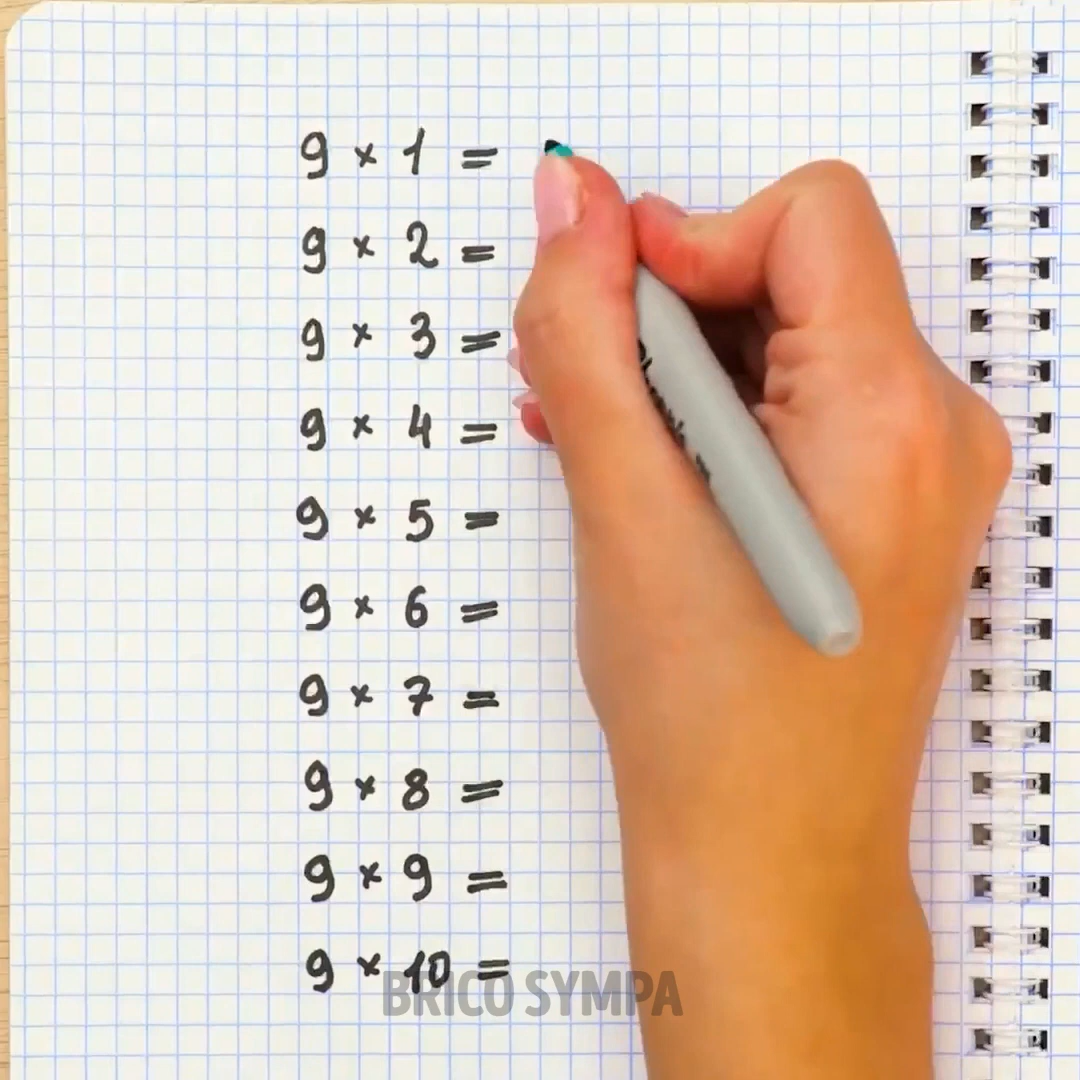 9 × 1 =
9 × 2 =
9 × 3 =
9 × 4 =
9 × 5 =
9 × 6 =
9 × 7 =
9 × 8 =
9 × 9 =
9 × 10 =
BRICO SYMPA